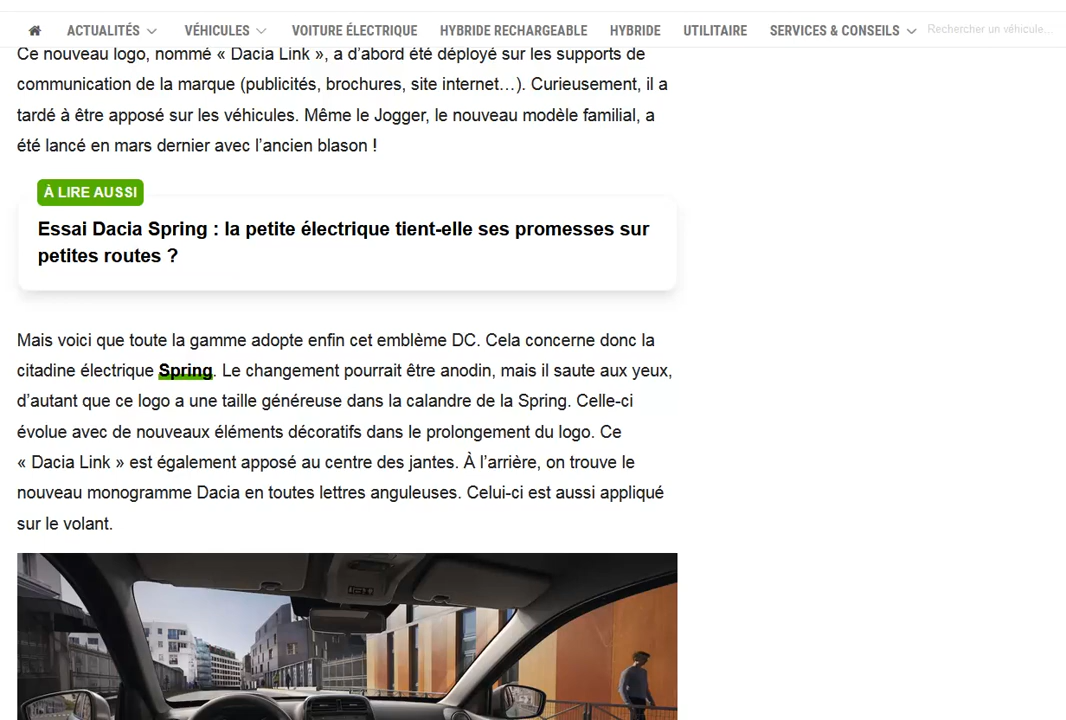 ACTUALITÉS VÉHICULES VOITURE ÉLECTRIQUE HYBRIDE RECHARGEABLE HYBRIDE UTILITAIRE SERVICES & CONSEILS Rechercher un véhicule...
Ce nouveau logo, nommé « Dacia Link », a d’abord été déployé sur les supports de
communication de la marque (publicités, brochures, site internet…). Curieusement, il a
tardé à être apposé sur les véhicules. Même le Jogger, le nouveau modèle familial, a
été lancé en mars dernier avec l’ancien blason !
À LIRE AUSSI
Essai Dacia Spring : la petite électrique tient-elle ses promesses sur
petites routes ?
Mais voici que toute la gamme adopte enfin cet emblème DC. Cela concerne donc la
citadine électrique Spring. Le changement pourrait être anodin, mais il saute aux yeux,
d’autant que ce logo a une taille généreuse dans la calandre de la Spring. Celle-ci
évolue avec de nouveaux éléments décoratifs dans le prolongement du logo. Ce
« Dacia Link » est également apposé au centre des jantes. À l’arrière, on trouve le
nouveau monogramme Dacia en toutes lettres anguleuses. Celui-ci est aussi appliqué
sur le volant.